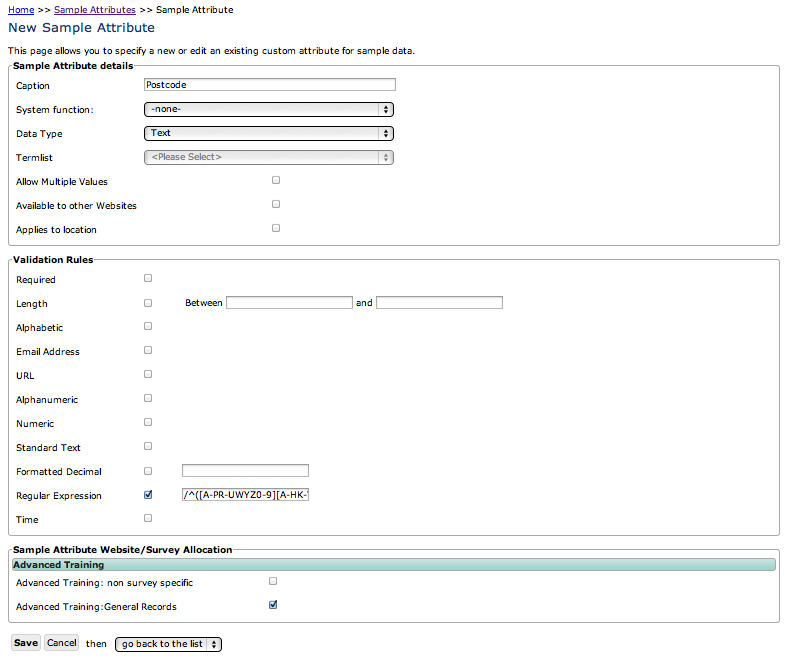 Home >> Sample Attributes >> Sample Attribute
New Sample Attribute
This page allows you to specify a new or edit an existing custom attribute for sample data.
Sample Attribute details
Caption Postcode
System function: -none-
Data Type Text
Termlist <Please Select>
Allow Multiple Values
Available to other Websites
Applies to location
Validation Rules
Required
Length Between and
Alphabetic
Email Address
URL
Alphanumeric
Numeric
Standard Text
Formatted Decimal
Regular Expression /^([A-PR-UWYZ0-9][A-HK-
Time
Sample Attribute Website/Survey Allocation
Advanced Training
Advanced Training: non survey specific
Advanced Training:General Records
Save Cancel then go back to the list